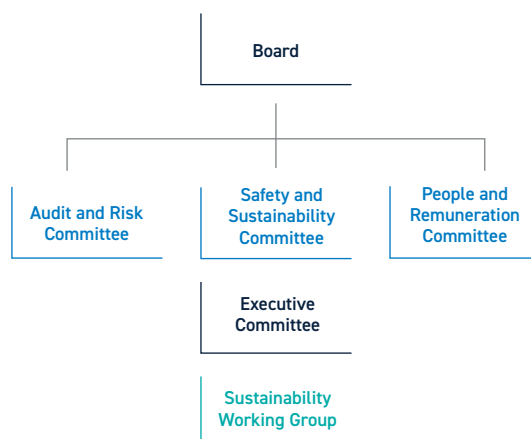 Board
Audit and Risk
Committee
Safety and
Sustainability
Committee
People and
Remuneration
Committee
Executive
Committee
Sustainability
Working Group